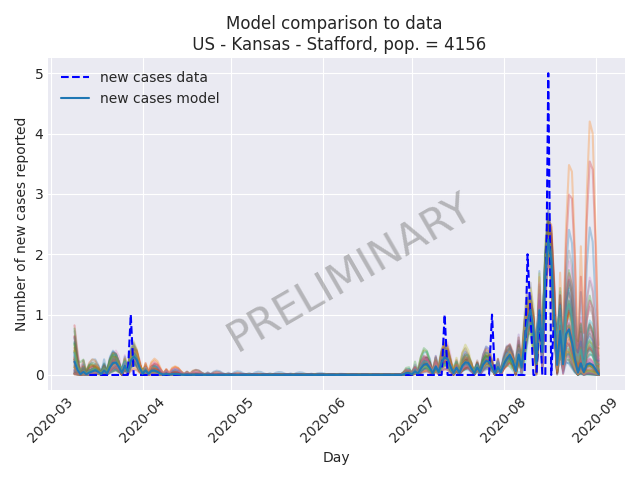 Model comparison to data
US - Kansas - Stafford, pop. = 4156
new cases data
new cases model
Number of new cases reported
5
4
3
2
1
0
PRELIMINARY
2020-03
2020-04
2020-05
2020-06
2020-07
2020-08
2020-09
Day